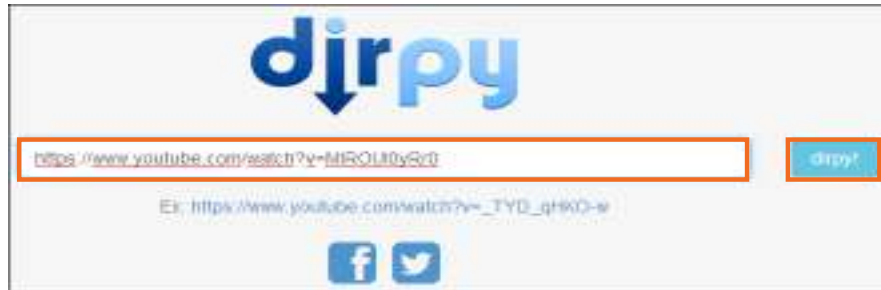 dirpy
https://www.youtube.com/watch?v=MtROUt0yRr0 dirpy!
Ex: https://www.youtube.com/watch?v=_TYD_qHKO-w